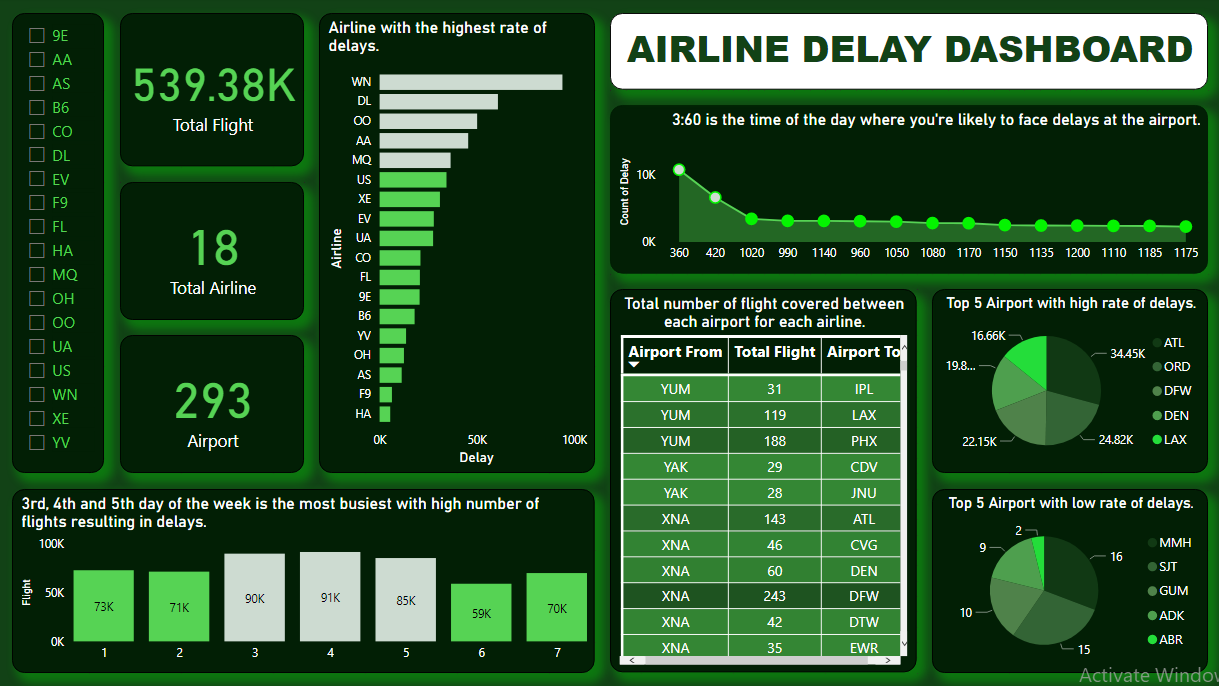 9E
AA
AS
B6
CO
DL
EV
F9
FL
HA
MQ
OH
OO
UA
US
WN
XE
YV
539.38K
Total Flight
18
Total Airline
293
Airport
Airline with the highest rate of
delays.
Airline
WN
DL
OO
AA
MQ
US
XE
EV
UA
CO
FL
9E
B6
YV
OH
AS
F9
HA
0K 50K 100K
Delay
AIRLINE DELAY DASHBOARD
3:60 is the time of the day where you're likely to face delays at the airport.
Count of Delay
10K
0K
360 420 1020 990 1140 960 1050 1080 1170 1150 1135 1200 1110 1185 1175
Total number of flight covered between
each airport for each airline.
Airport From Total Flight Airport To
YUM 31 IPL
YUM 119 LAX
YUM 188 PHX
YAK 29 CDV
YAK 28 JNU
XNA 143 ATL
XNA 46 CVG
XNA 60 DEN
XNA 243 DFW
XNA 42 DTW
XNA 35 EWR
Top 5 Airport with high rate of delays.
16.66K
34.45K
19.8...
22.15K
24.82K
ATL
ORD
DFW
DEN
LAX
3rd, 4th and 5th day of the week is the most busiest with high number of
flights resulting in delays.
Flight
100K
50K
0K
73K 71K 90K 91K 85K 59K 70K
1 2 3 4 5 6 7
Top 5 Airport with low rate of delays.
2
9
16
10
15
MMH
SJT
GUM
ADK
ABR
Activate Window